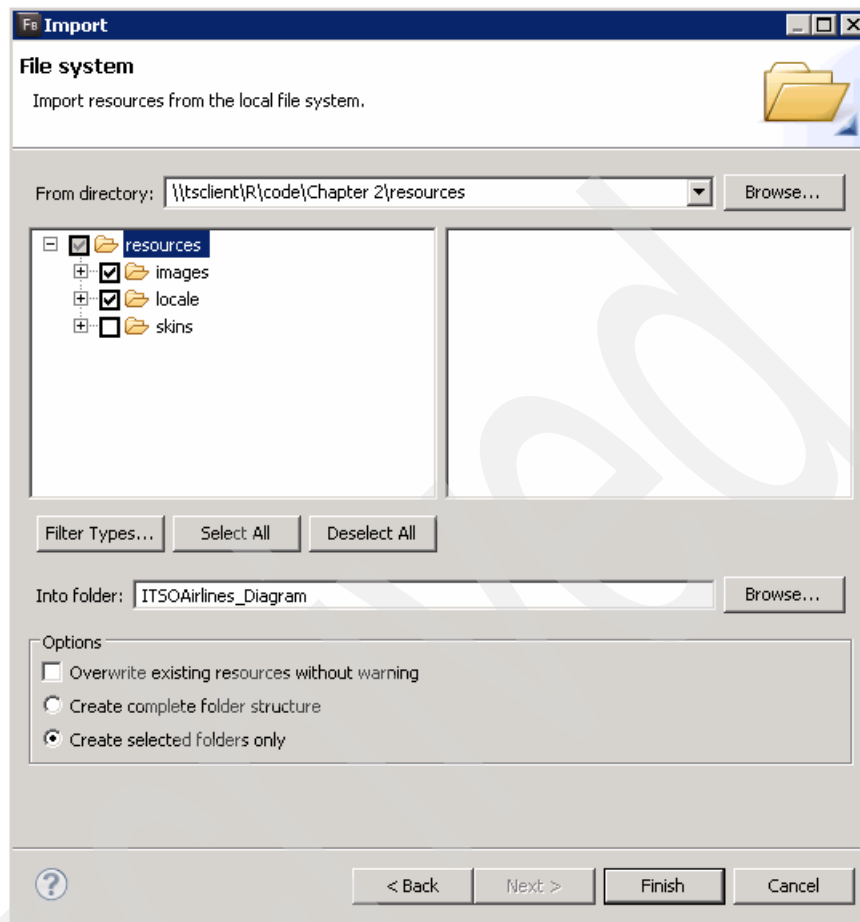 FB Import
File system
Import resources from the local file system.
From directory: \\tsclient\R\code\Chapter 2\resources Browse...
resources
images
locale
skins
Filter Types... Select All Deselect All
Into folder: ITSOAirlines_Diagram Browse...
Options
Overwrite existing resources without warning
Create complete folder structure
Create selected folders only
? < Back Next > Finish Cancel